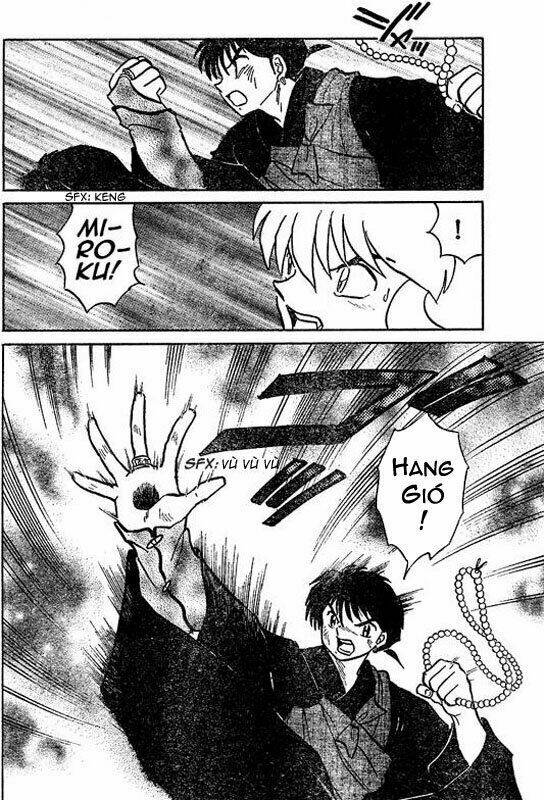 SFX: KENG
!
MI-
RO-
KU!
SFX: VÙ VÙ VÙ
HANG
GIÓ
!